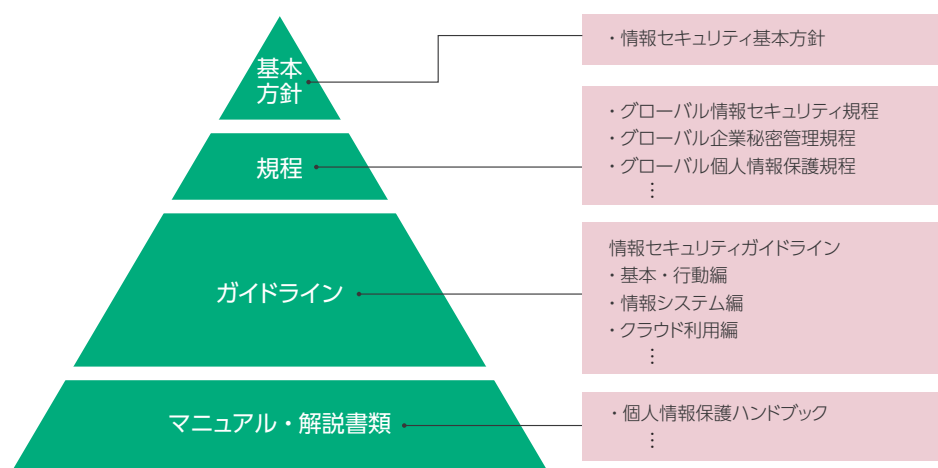 基本
方針
・情報セキュリティ基本方針
規程
・グローバル情報セキュリティ規程
・グローバル企業秘密管理規程
・グローバル個人情報保護規程
⋮
ガイドライン
情報セキュリティガイドライン
・基本・行動編
・情報システム編
・クラウド利用編
⋮
マニュアル・解説書類
・個人情報保護ハンドブック
⋮